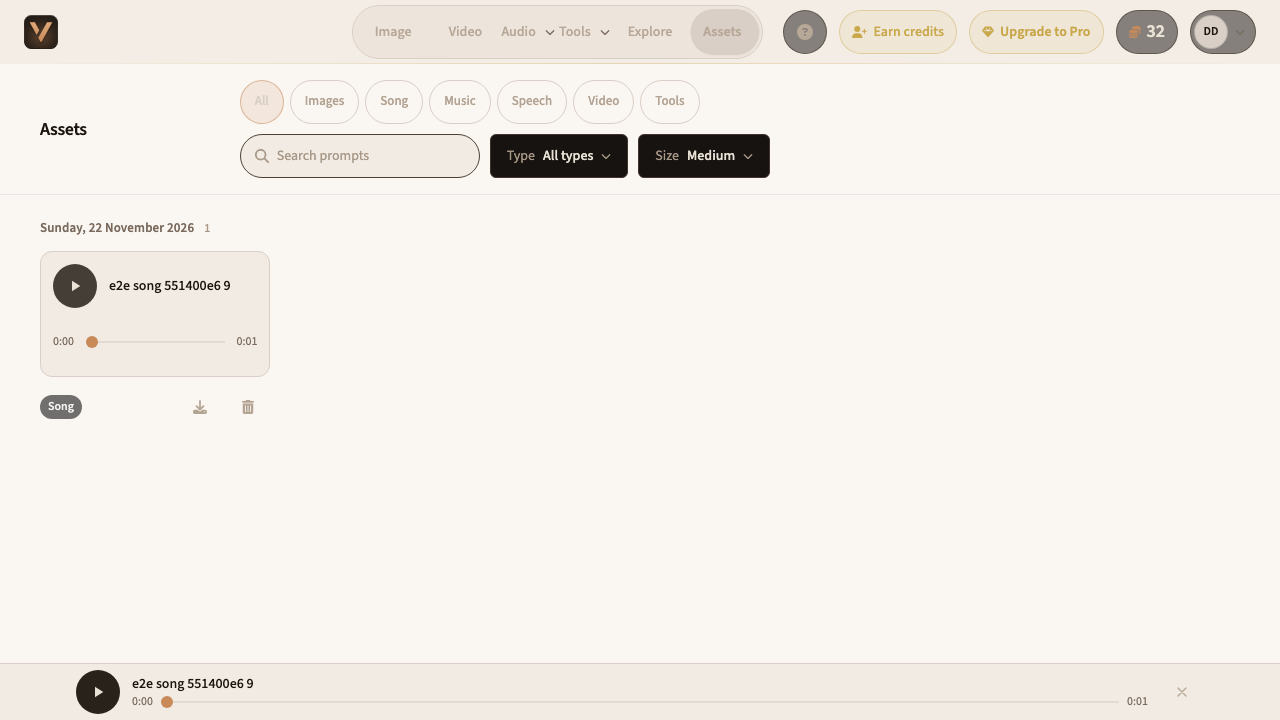 Image Video Audio Tools Explore Assets ? Earn credits Upgrade to Pro 32 DD
All Images Song Music Speech Video Tools
Assets
Search prompts Type All types Size Medium
Sunday, 22 November 2026 1
e2e song 551400e6 9
0:00 0:01
Song
e2e song 551400e6 9
0:00 0:01